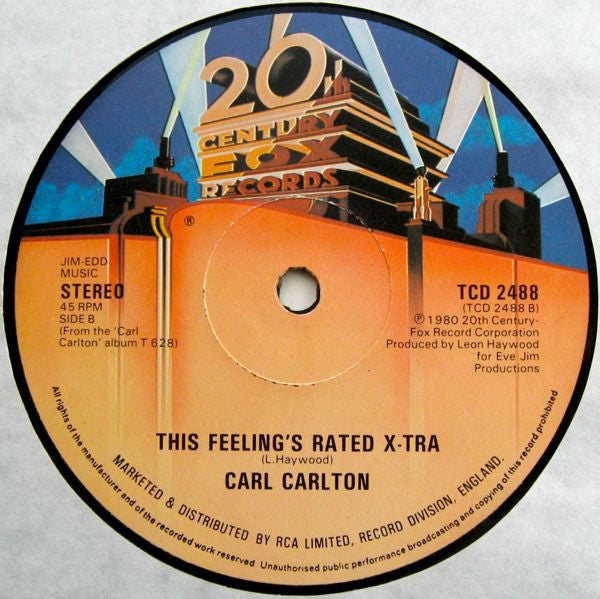 20th
CENTURY
FOX
RECORDS
®
JIM-EDD
MUSIC
STEREO
45 RPM
SIDE B
(From the 'Carl
Carlton' album T 628)
TCD 2488
(TCD 2488 B)
℗ 1980 20th Century-
Fox Record Corporation
Produced by Leon Haywood
for Eve Jim
Productions
THIS FEELING'S RATED X-TRA
(L.Haywood)
CARL CARLTON
MARKETED & DISTRIBUTED BY RCA LIMITED, RECORD DIVISION, ENGLAND.
All rights of the manufacturer and of the recorded work reserved Unauthorised public performance broadcasting and copying of this record prohibited